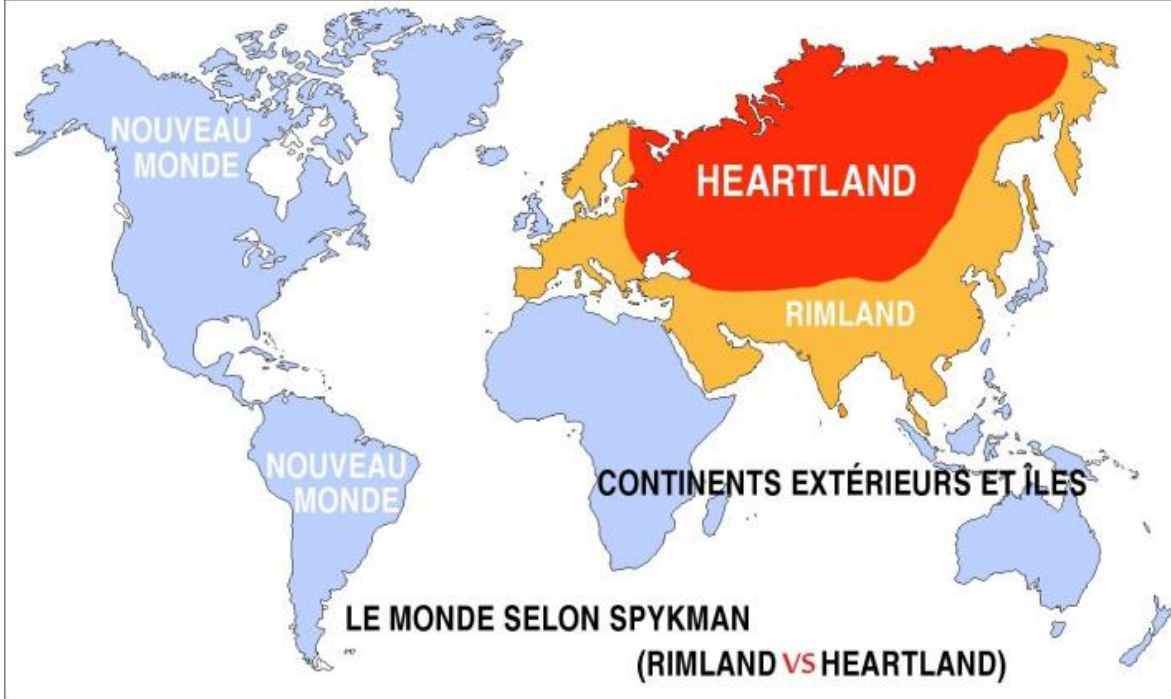 NOUVEAU
MONDE
HEARTLAND
RIMLAND
NOUVEAU
MONDE
CONTINENTS EXTÉRIEURS ET ÎLES
LE MONDE SELON SPYKMAN
(RIMLAND VS HEARTLAND)